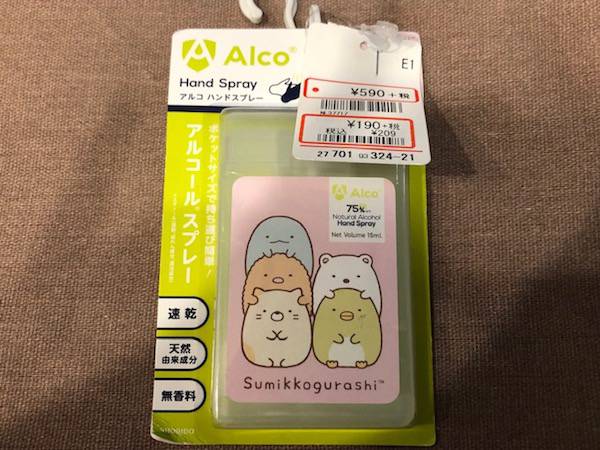 Alco®
Hand Spray
アルコ ハンドスプレー
E1
¥590+税
¥190+税
税込 ¥209
27 701 03 324-21
ポケットサイズで持ち運び簡単!
アルコールスプレー
Alco®
75%
Natural Alcohol
Hand Spray
Net Volume 15ml.
速乾
天然
由来成分
無香料
Sumikkogurashi™
SHOBIDO